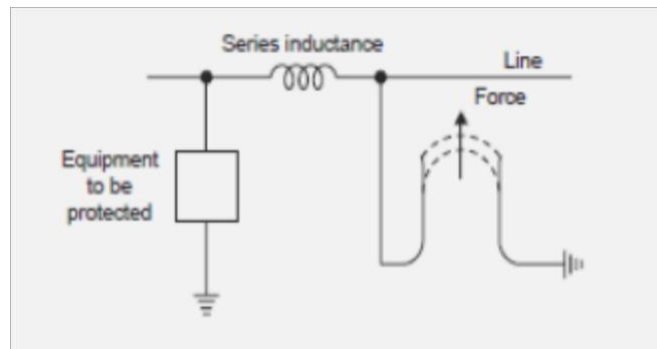 Series inductance
Line
Force
Equipment
to be
protected